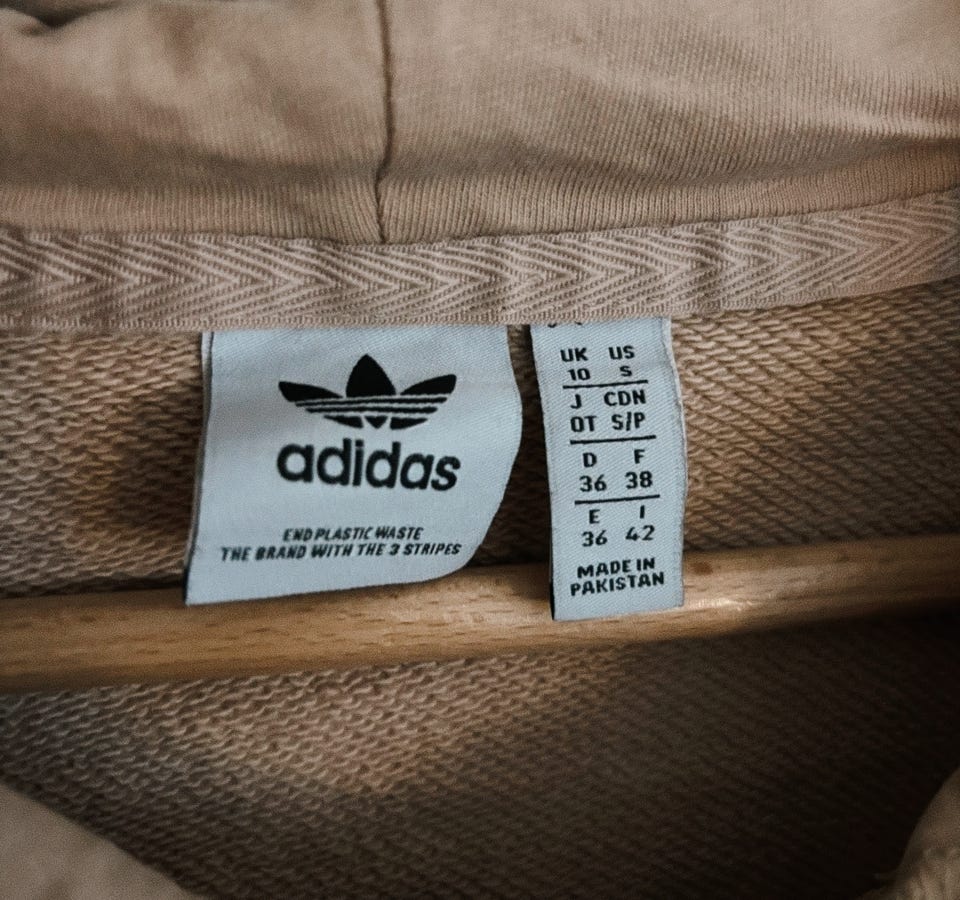 adidas
END PLASTIC WASTE
THE BRAND WITH THE 3 STRIPES
UK US
10 S
J CDN
OT S/P
D F
36 38
E I
36 42
MADE IN
PAKISTAN